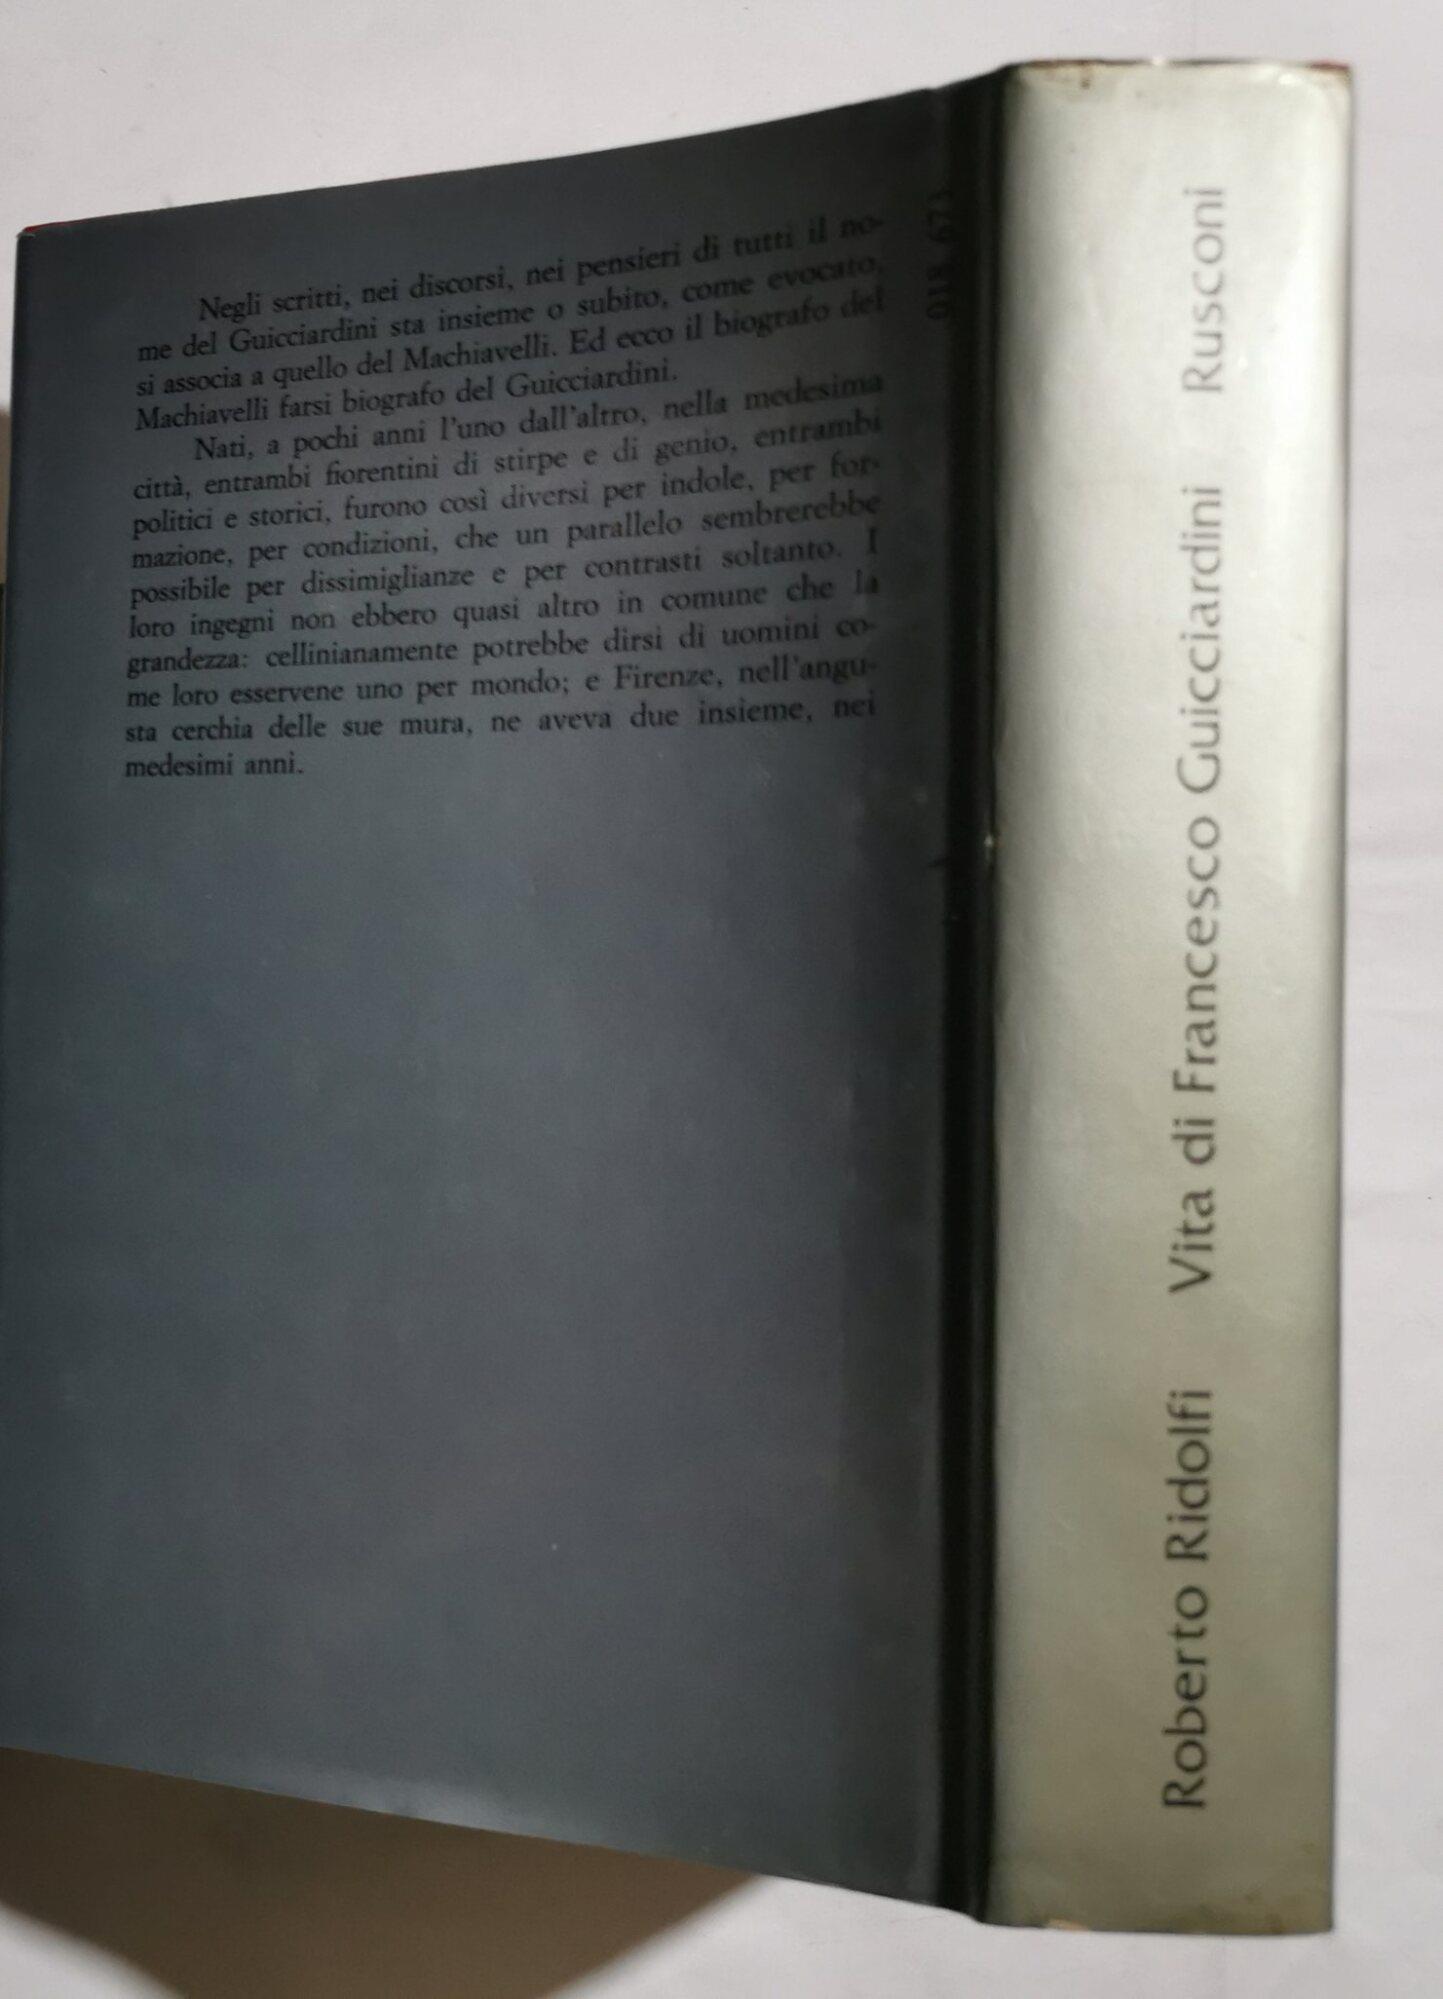 Negli scritti, nei discorsi, nei pensieri di tutti il no-
me del Guicciardini sta insieme o subito, come evocato,
si associa a quello del Machiavelli. Ed ecco il biografo del
Machiavelli farsi biografo del Guicciardini.
Nati, a pochi anni l'uno dall'altro, nella medesima
città, entrambi fiorentini di stirpe e di genio, entrambi
politici e storici, furono così diversi per indole, per for-
mazione, per condizioni, che un parallelo sembrerebbe
possibile per dissimiglianze e per contrasti soltanto. I
loro ingegni non ebbero quasi altro in comune che la
grandezza: cellinianamente potrebbe dirsi di uomini co-
me loro esservene uno per mondo; e Firenze, nell'angu-
sta cerchia delle sue mura, ne aveva due insieme, nei
medesimi anni.
Roberto Ridolfi Vita di Francesco Guicciardini Rusconi